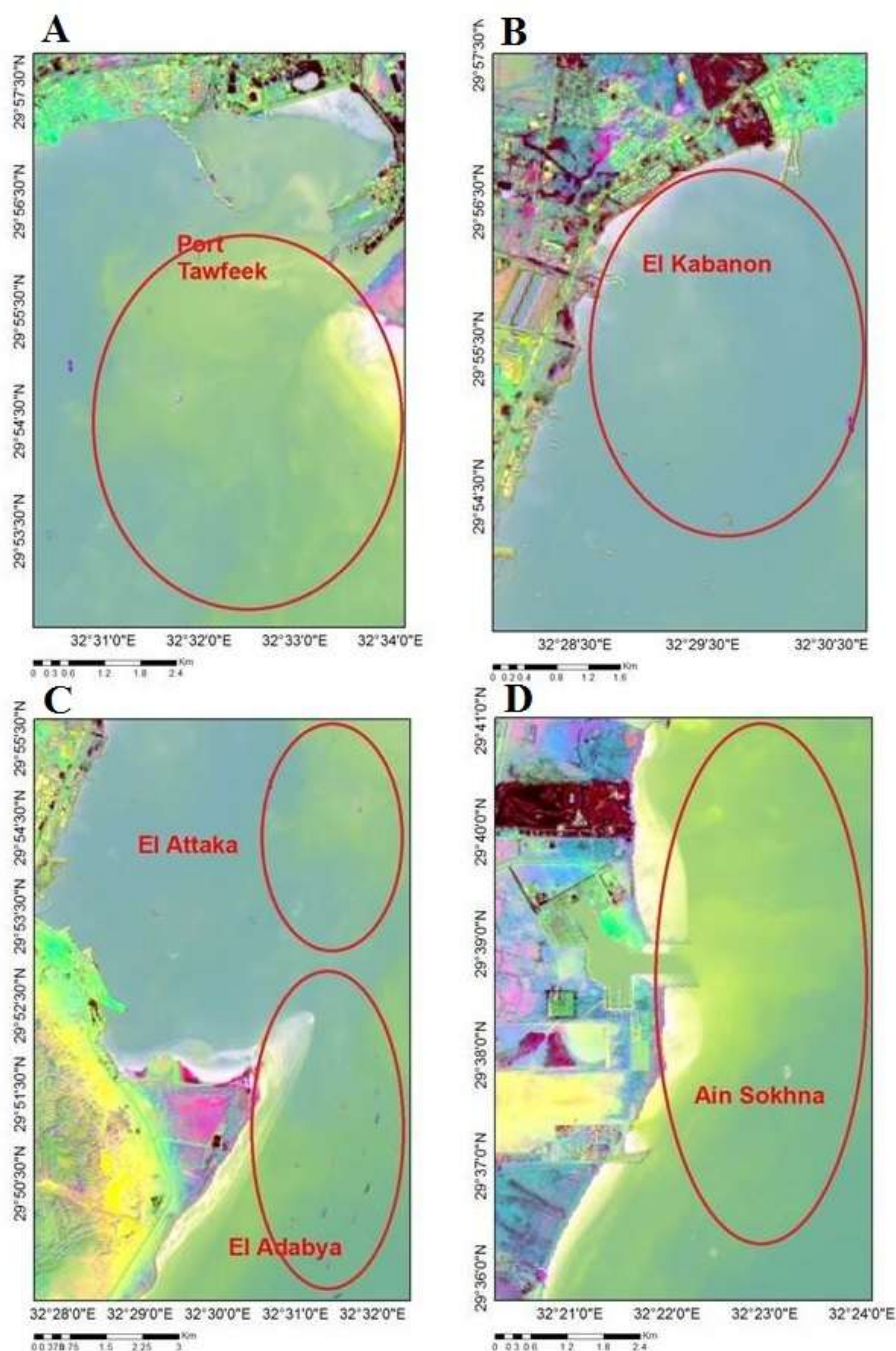 A
29°57'30"N
29°56'30"N
29°55'30"N
29°54'30"N
29°53'30"N
Port
Tawfeek
32°31'0"E 32°32'0"E 32°33'0"E 32°34'0"E
Km
0 0.3 0.6 1.2 1.8 2.4
B
29°57'30"N
29°56'30"N
29°55'30"N
29°54'30"N
El Kabanon
32°28'30"E 32°29'30"E 32°30'30"E
Km
0 0.2 0.4 0.8 1.2 1.6
C
29°55'30"N
29°54'30"N
29°53'30"N
29°52'30"N
29°51'30"N
29°50'30"N
El Attaka
El Adabya
32°28'0"E 32°29'0"E 32°30'0"E 32°31'0"E 32°32'0"E
Km
0 0.375 0.75 1.5 2.25 3
D
29°41'0"N
29°40'0"N
29°39'0"N
29°38'0"N
29°37'0"N
29°36'0"N
Ain Sokhna
32°21'0"E 32°22'0"E 32°23'0"E 32°24'0"E
Km
0 0.3 0.6 1.2 1.8 2.4